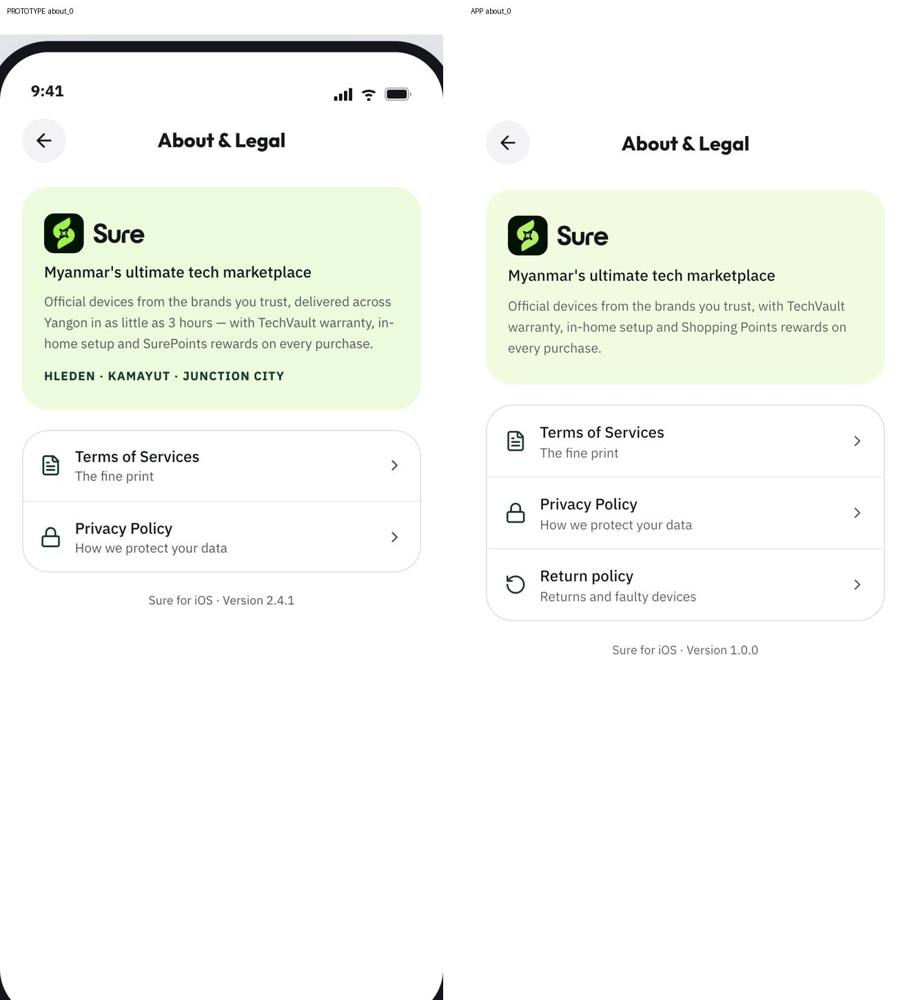 PROTOTYPE about_0
9:41
About & Legal
Sure
Myanmar's ultimate tech marketplace
Official devices from the brands you trust, delivered across
Yangon in as little as 3 hours — with TechVault warranty, in-
home setup and SurePoints rewards on every purchase.
HLEDEN · KAMAYUT · JUNCTION CITY
Terms of Services
The fine print
Privacy Policy
How we protect your data
Sure for iOS · Version 2.4.1
APP about_0
About & Legal
Sure
Myanmar's ultimate tech marketplace
Official devices from the brands you trust, with TechVault
warranty, in-home setup and Shopping Points rewards on
every purchase.
Terms of Services
The fine print
Privacy Policy
How we protect your data
Return policy
Returns and faulty devices
Sure for iOS · Version 1.0.0